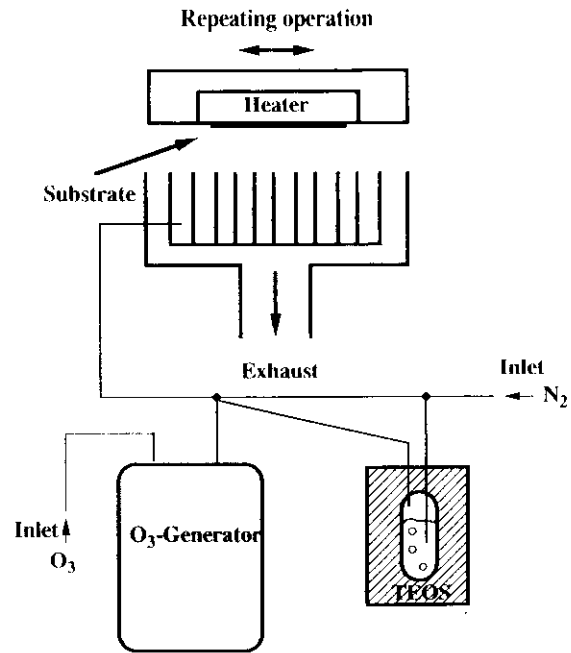 Repeating operation
Heater
Substrate
Exhaust
Inlet
N₂
Inlet
O₃
O₃-Generator
TEOS